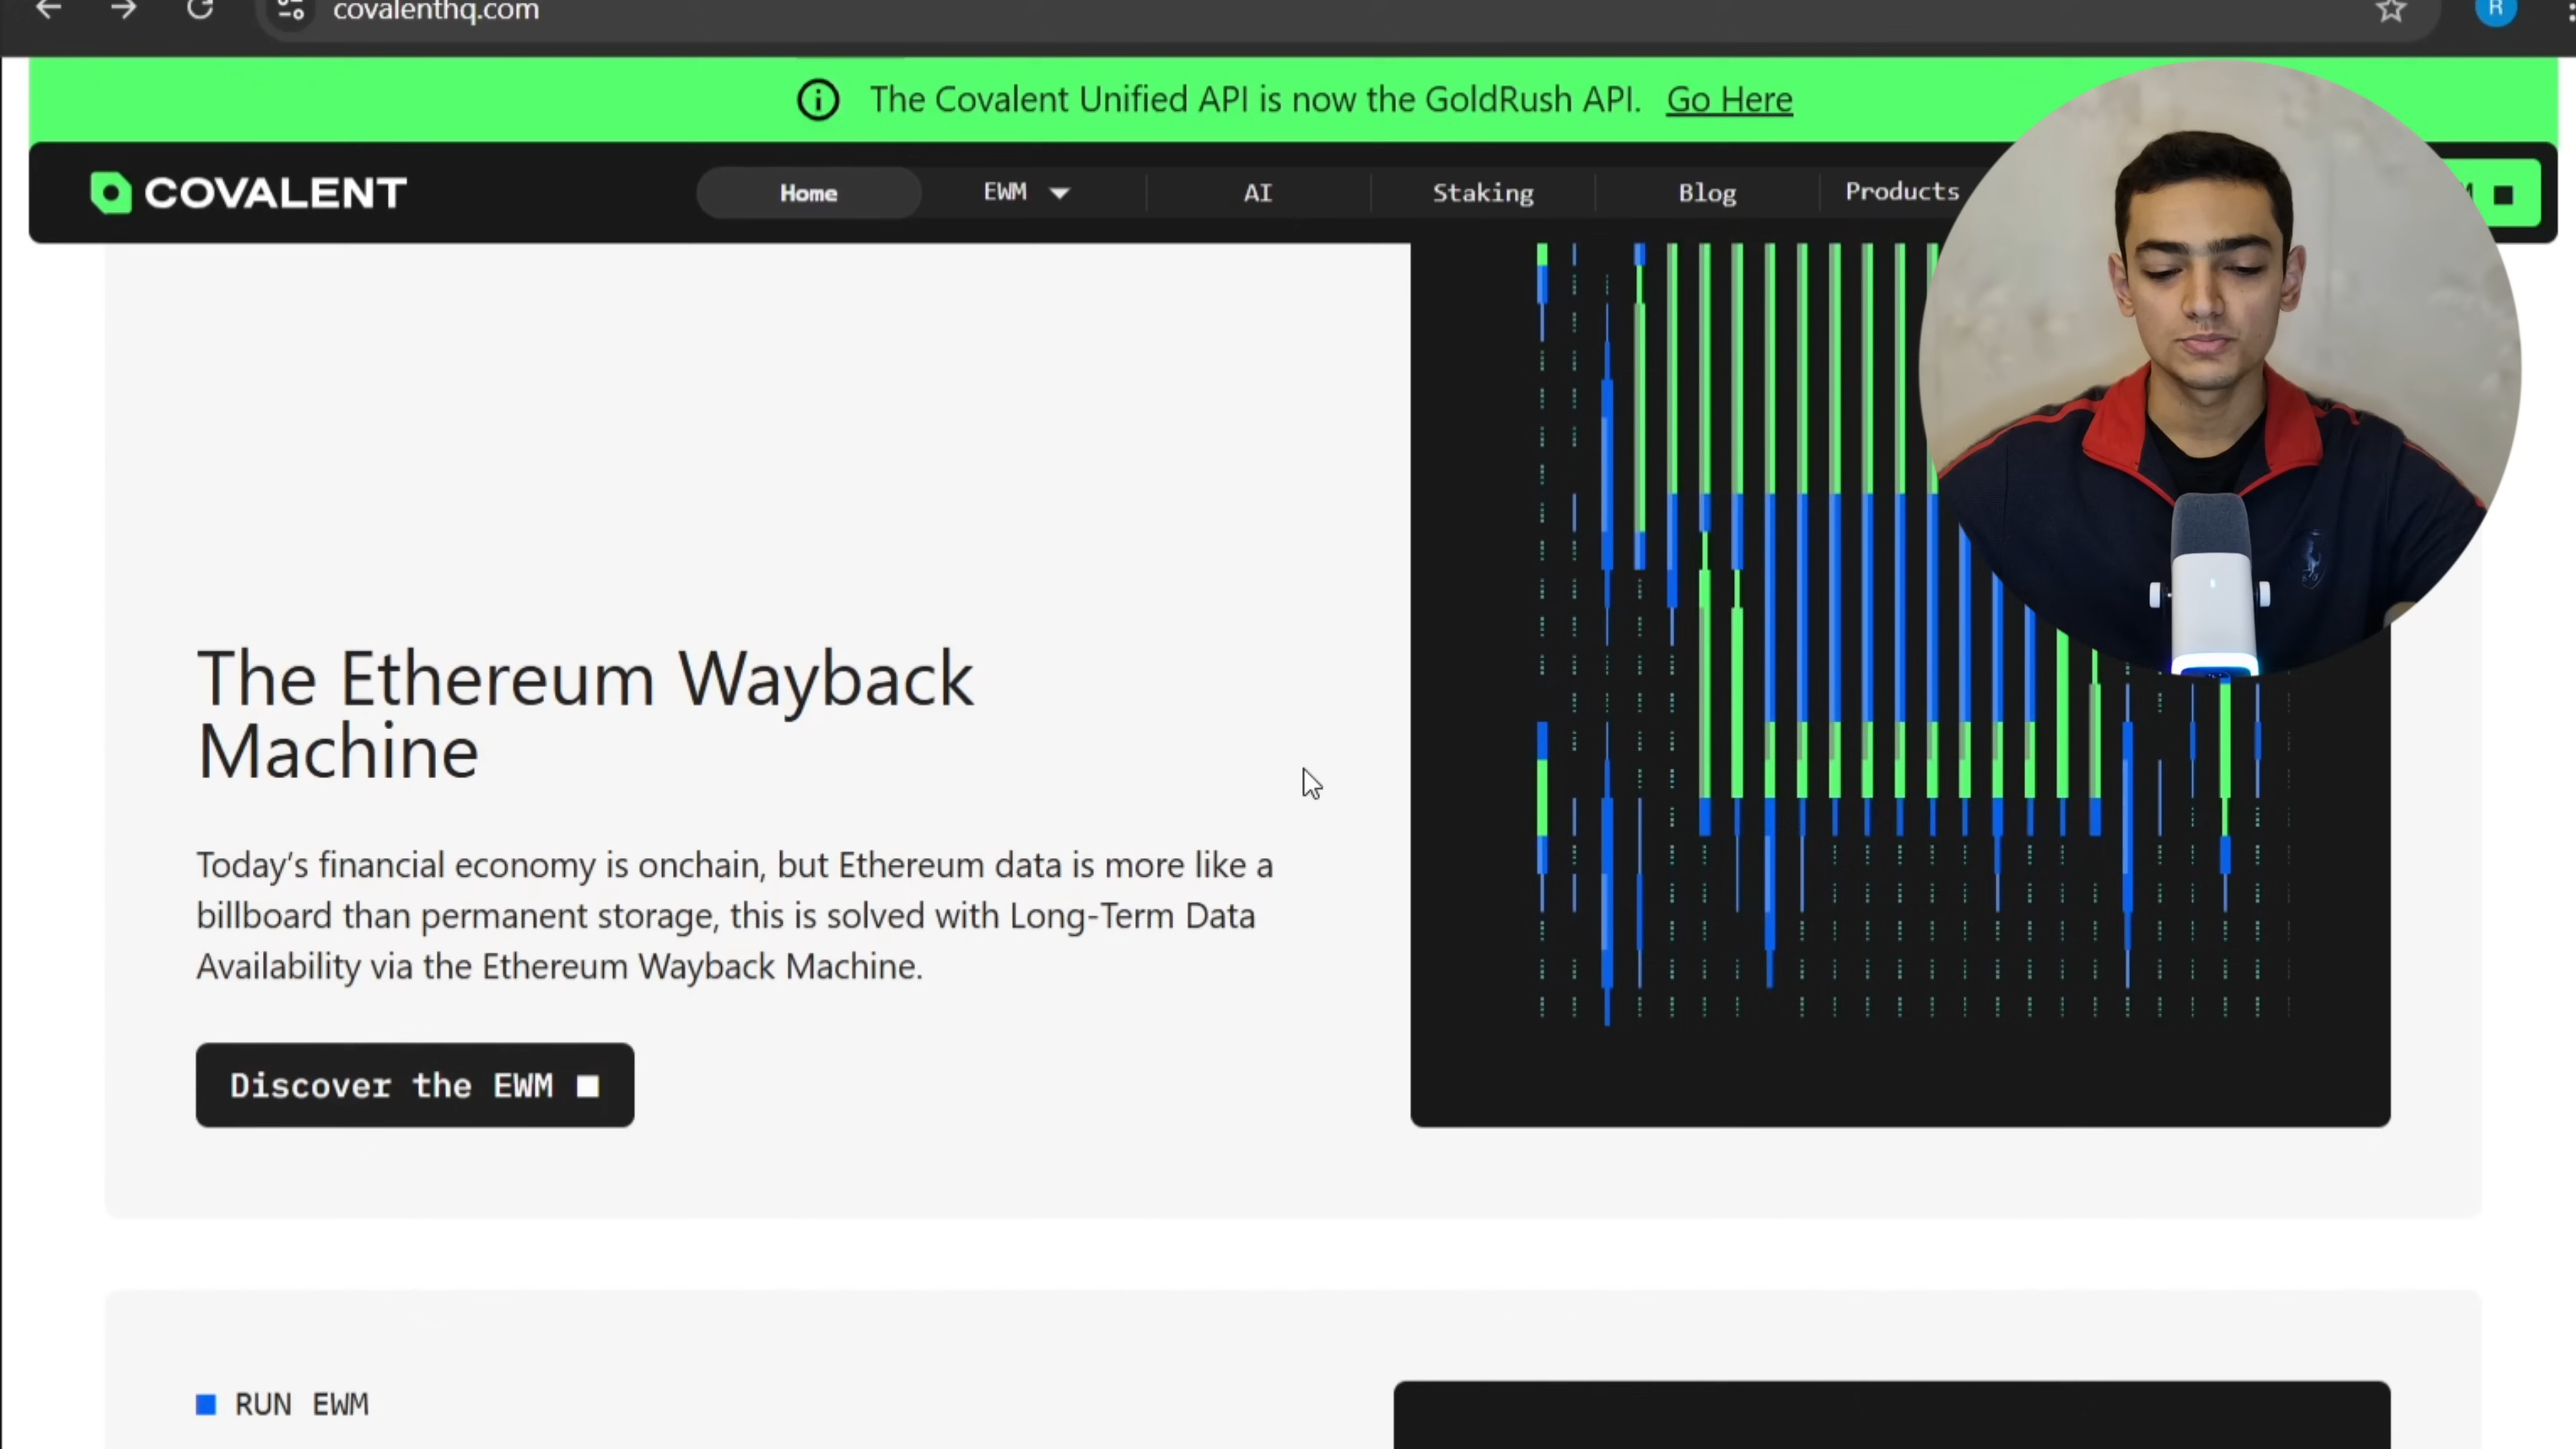 covalenthq.com
R
The Covalent Unified API is now the GoldRush API. Go Here
COVALENT
Home
EWM
AI
Staking
Blog
Products
The Ethereum Wayback
Machine
Today's financial economy is onchain, but Ethereum data is more like a
billboard than permanent storage, this is solved with Long-Term Data
Availability via the Ethereum Wayback Machine.
Discover the EWM
RUN EWM